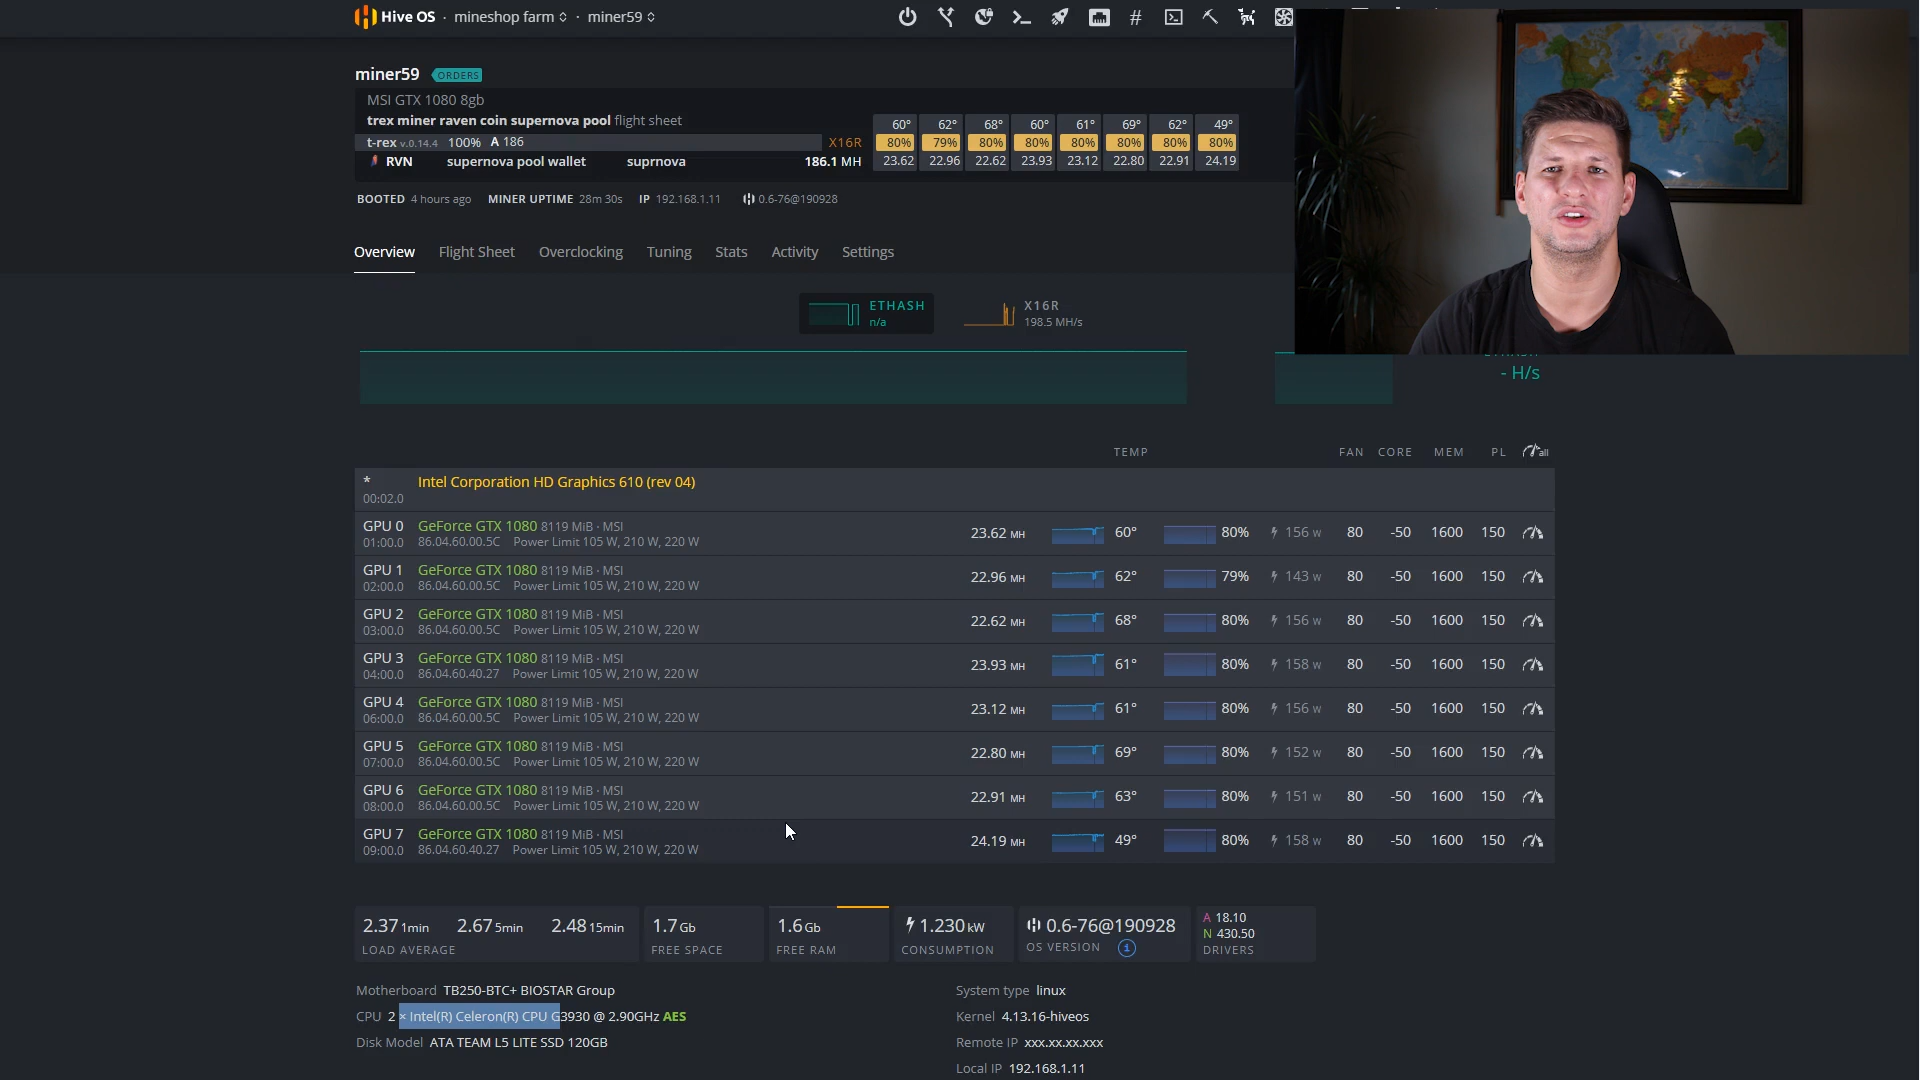 Hive OS · mineshop farm · miner59
miner59 ORDERS
MSI GTX 1080 8gb
trex miner raven coin supernova pool flight sheet
t-rex v.0.14.4 100% A 186 X16R
RVN supernova pool wallet suprnova 186.1 MH
60° 62° 68° 60° 61° 69° 62° 49°
80% 79% 80% 80% 80% 80% 80% 80%
23.62 22.96 22.62 23.93 23.12 22.80 22.91 24.19
BOOTED 4 hours ago MINER UPTIME 28m 30s IP 192.168.1.11 0.6-76@190928
Overview Flight Sheet Overclocking Tuning Stats Activity Settings
ETHASH
n/a
X16R
198.5 MH/s
- H/s
TEMP FAN CORE MEM PL all
* Intel Corporation HD Graphics 610 (rev 04)
00:02.0
GPU 0 GeForce GTX 1080 8119 MiB · MSI 23.62 MH 60° 80% 156 w 80 -50 1600 150
01:00.0 86.04.60.00.5C Power Limit 105 W, 210 W, 220 W
GPU 1 GeForce GTX 1080 8119 MiB · MSI 22.96 MH 62° 79% 143 w 80 -50 1600 150
02:00.0 86.04.60.00.5C Power Limit 105 W, 210 W, 220 W
GPU 2 GeForce GTX 1080 8119 MiB · MSI 22.62 MH 68° 80% 156 w 80 -50 1600 150
03:00.0 86.04.60.00.5C Power Limit 105 W, 210 W, 220 W
GPU 3 GeForce GTX 1080 8119 MiB · MSI 23.93 MH 61° 80% 158 w 80 -50 1600 150
04:00.0 86.04.60.40.27 Power Limit 105 W, 210 W, 220 W
GPU 4 GeForce GTX 1080 8119 MiB · MSI 23.12 MH 61° 80% 156 w 80 -50 1600 150
06:00.0 86.04.60.00.5C Power Limit 105 W, 210 W, 220 W
GPU 5 GeForce GTX 1080 8119 MiB · MSI 22.80 MH 69° 80% 152 w 80 -50 1600 150
07:00.0 86.04.60.00.5C Power Limit 105 W, 210 W, 220 W
GPU 6 GeForce GTX 1080 8119 MiB · MSI 22.91 MH 63° 80% 151 w 80 -50 1600 150
08:00.0 86.04.60.00.5C Power Limit 105 W, 210 W, 220 W
GPU 7 GeForce GTX 1080 8119 MiB · MSI 24.19 MH 49° 80% 158 w 80 -50 1600 150
09:00.0 86.04.60.40.27 Power Limit 105 W, 210 W, 220 W
2.37 1min 2.67 5min 2.48 15min
LOAD AVERAGE
1.7 Gb
FREE SPACE
1.6 Gb
FREE RAM
1.230 kW
CONSUMPTION
0.6-76@190928
OS VERSION
A 18.10
N 430.50
DRIVERS
Motherboard TB250-BTC+ BIOSTAR Group
CPU 2 × Intel(R) Celeron(R) CPU G3930 @ 2.90GHz AES
Disk Model ATA TEAM L5 LITE SSD 120GB
System type linux
Kernel 4.13.16-hiveos
Remote IP xxx.xx.xx.xxx
Local IP 192.168.1.11